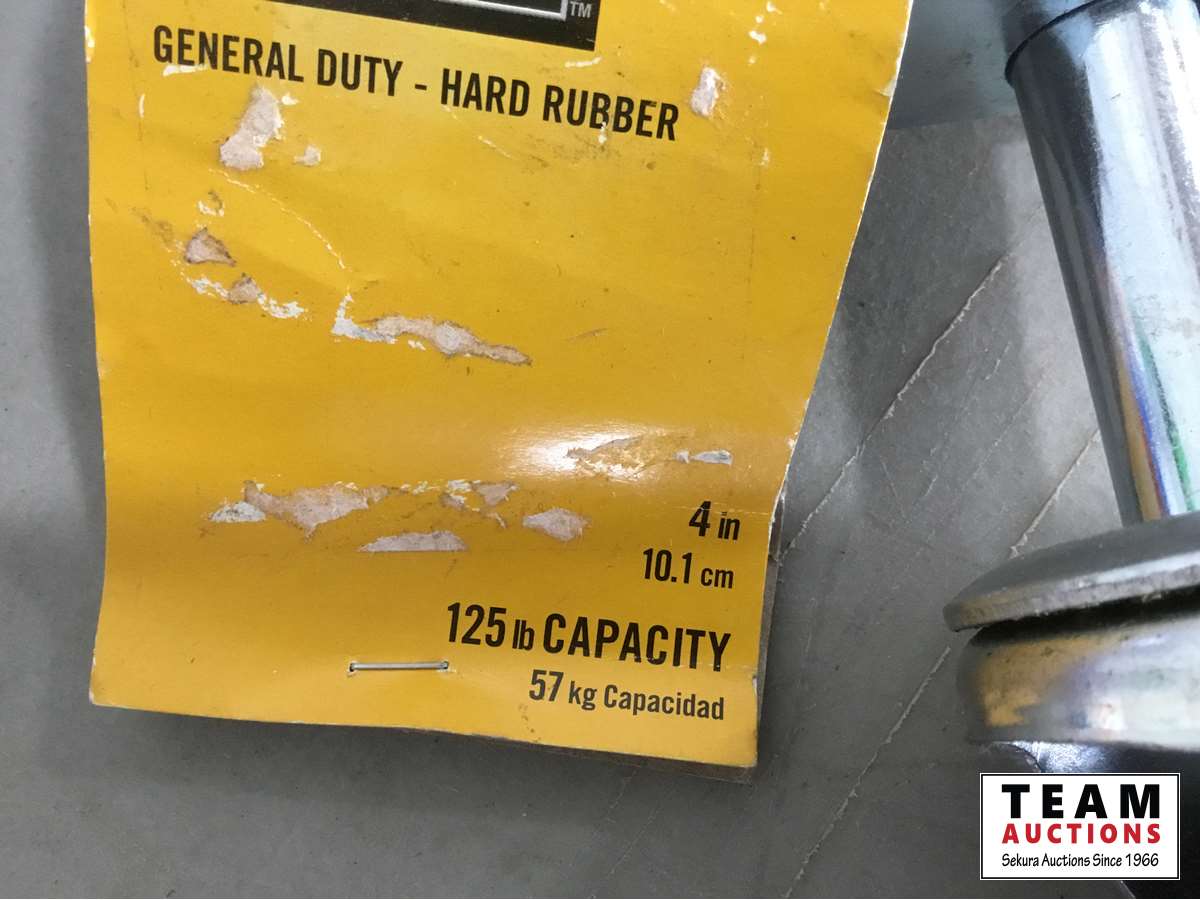 TM
GENERAL DUTY - HARD RUBBER
4 in
10.1 cm
125 lb CAPACITY
57 kg Capacidad
TEAM
AUCTIONS
Sekura Auctions Since 1966